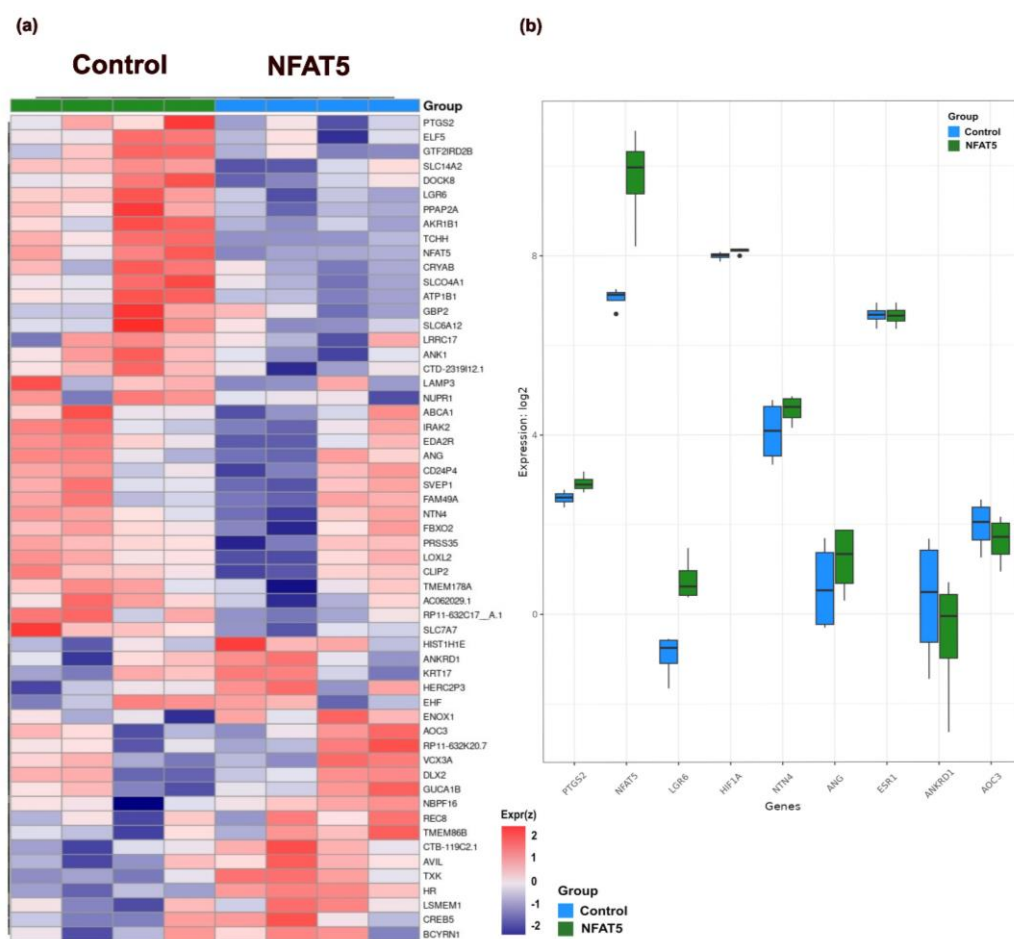 (a)
(b)
Control
NFAT5
Group
PTGS2
ELF5
GTF2IRD2B
SLC14A2
DOCK8
LGR6
PPAP2A
AKR1B1
TCHH
NFAT5
CRYAB
SLCO4A1
ATP1B1
GBP2
SLC6A12
LRRC17
ANK1
CTD-2319I12.1
LAMP3
NUPR1
ABCA1
IRAK2
EDA2R
ANG
CD24P4
SVEP1
FAM49A
NTN4
FBXO2
PRSS35
LOXL2
CLIP2
TMEM178A
AC062029.1
RP11-632C17__A.1
SLC7A7
HIST1H1E
ANKRD1
KRT17
HERC2P3
EHF
ENOX1
AOC3
RP11-632K20.7
VCX3A
DLX2
GUCA1B
NBPF16
REC8
TMEM86B
CTB-119C2.1
AVIL
TXK
HR
LSMEM1
CREB5
BCYRN1
Expr(z)
2
1
0
-1
-2
Group
Control
NFAT5
Group
Control
NFAT5
Expression: log2
8
4
0
PTGS2
NFAT5
LGR6
HIF1A
NTN4
ANG
ESR1
ANKRD1
AOC3
Genes